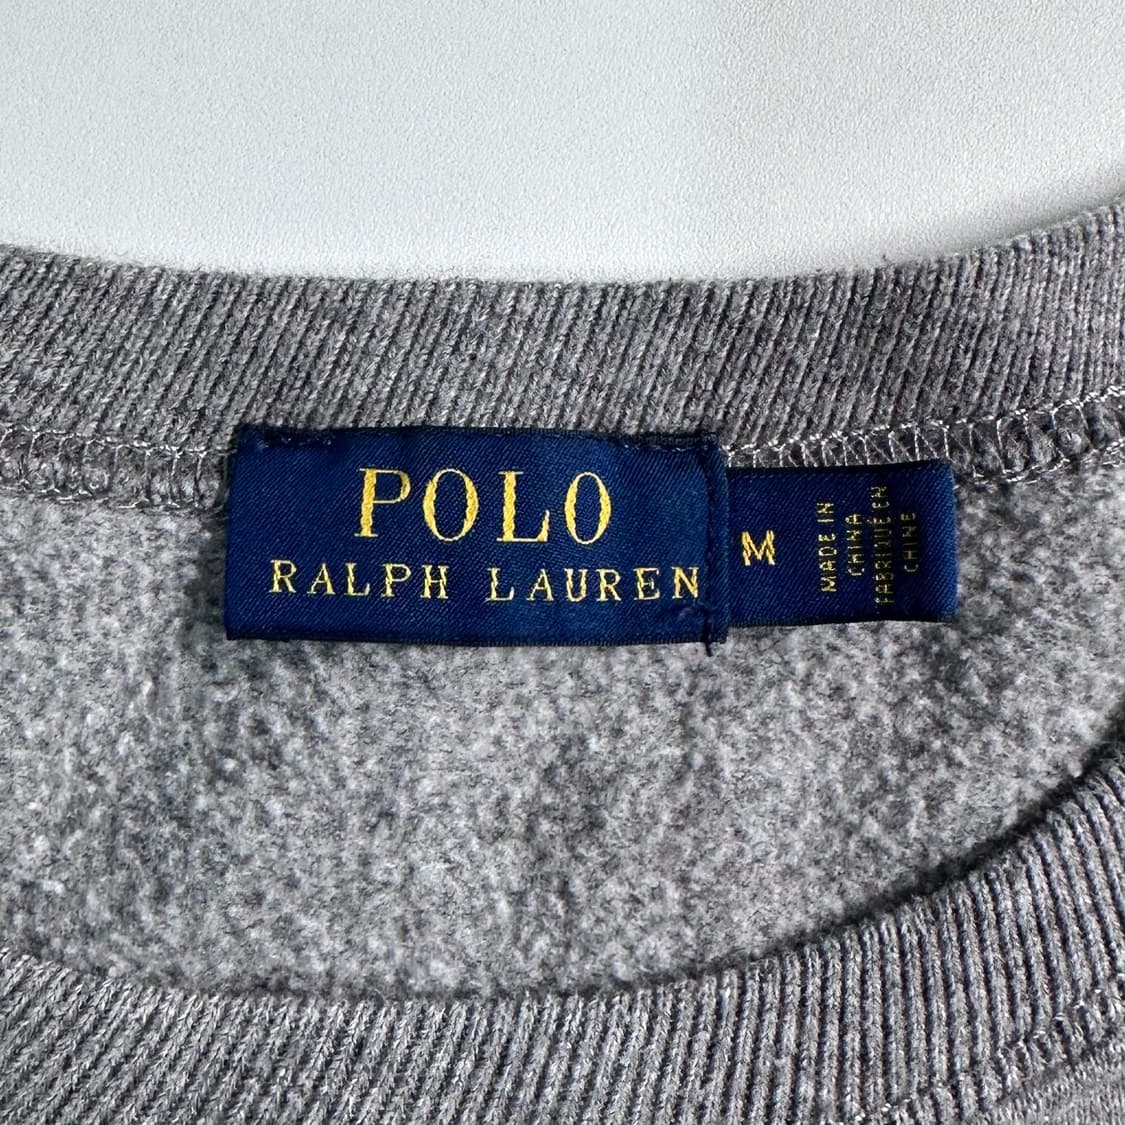 POLO
RALPH LAUREN
M
MADE IN
CHINA
FABRIQUÉ EN
CHINE